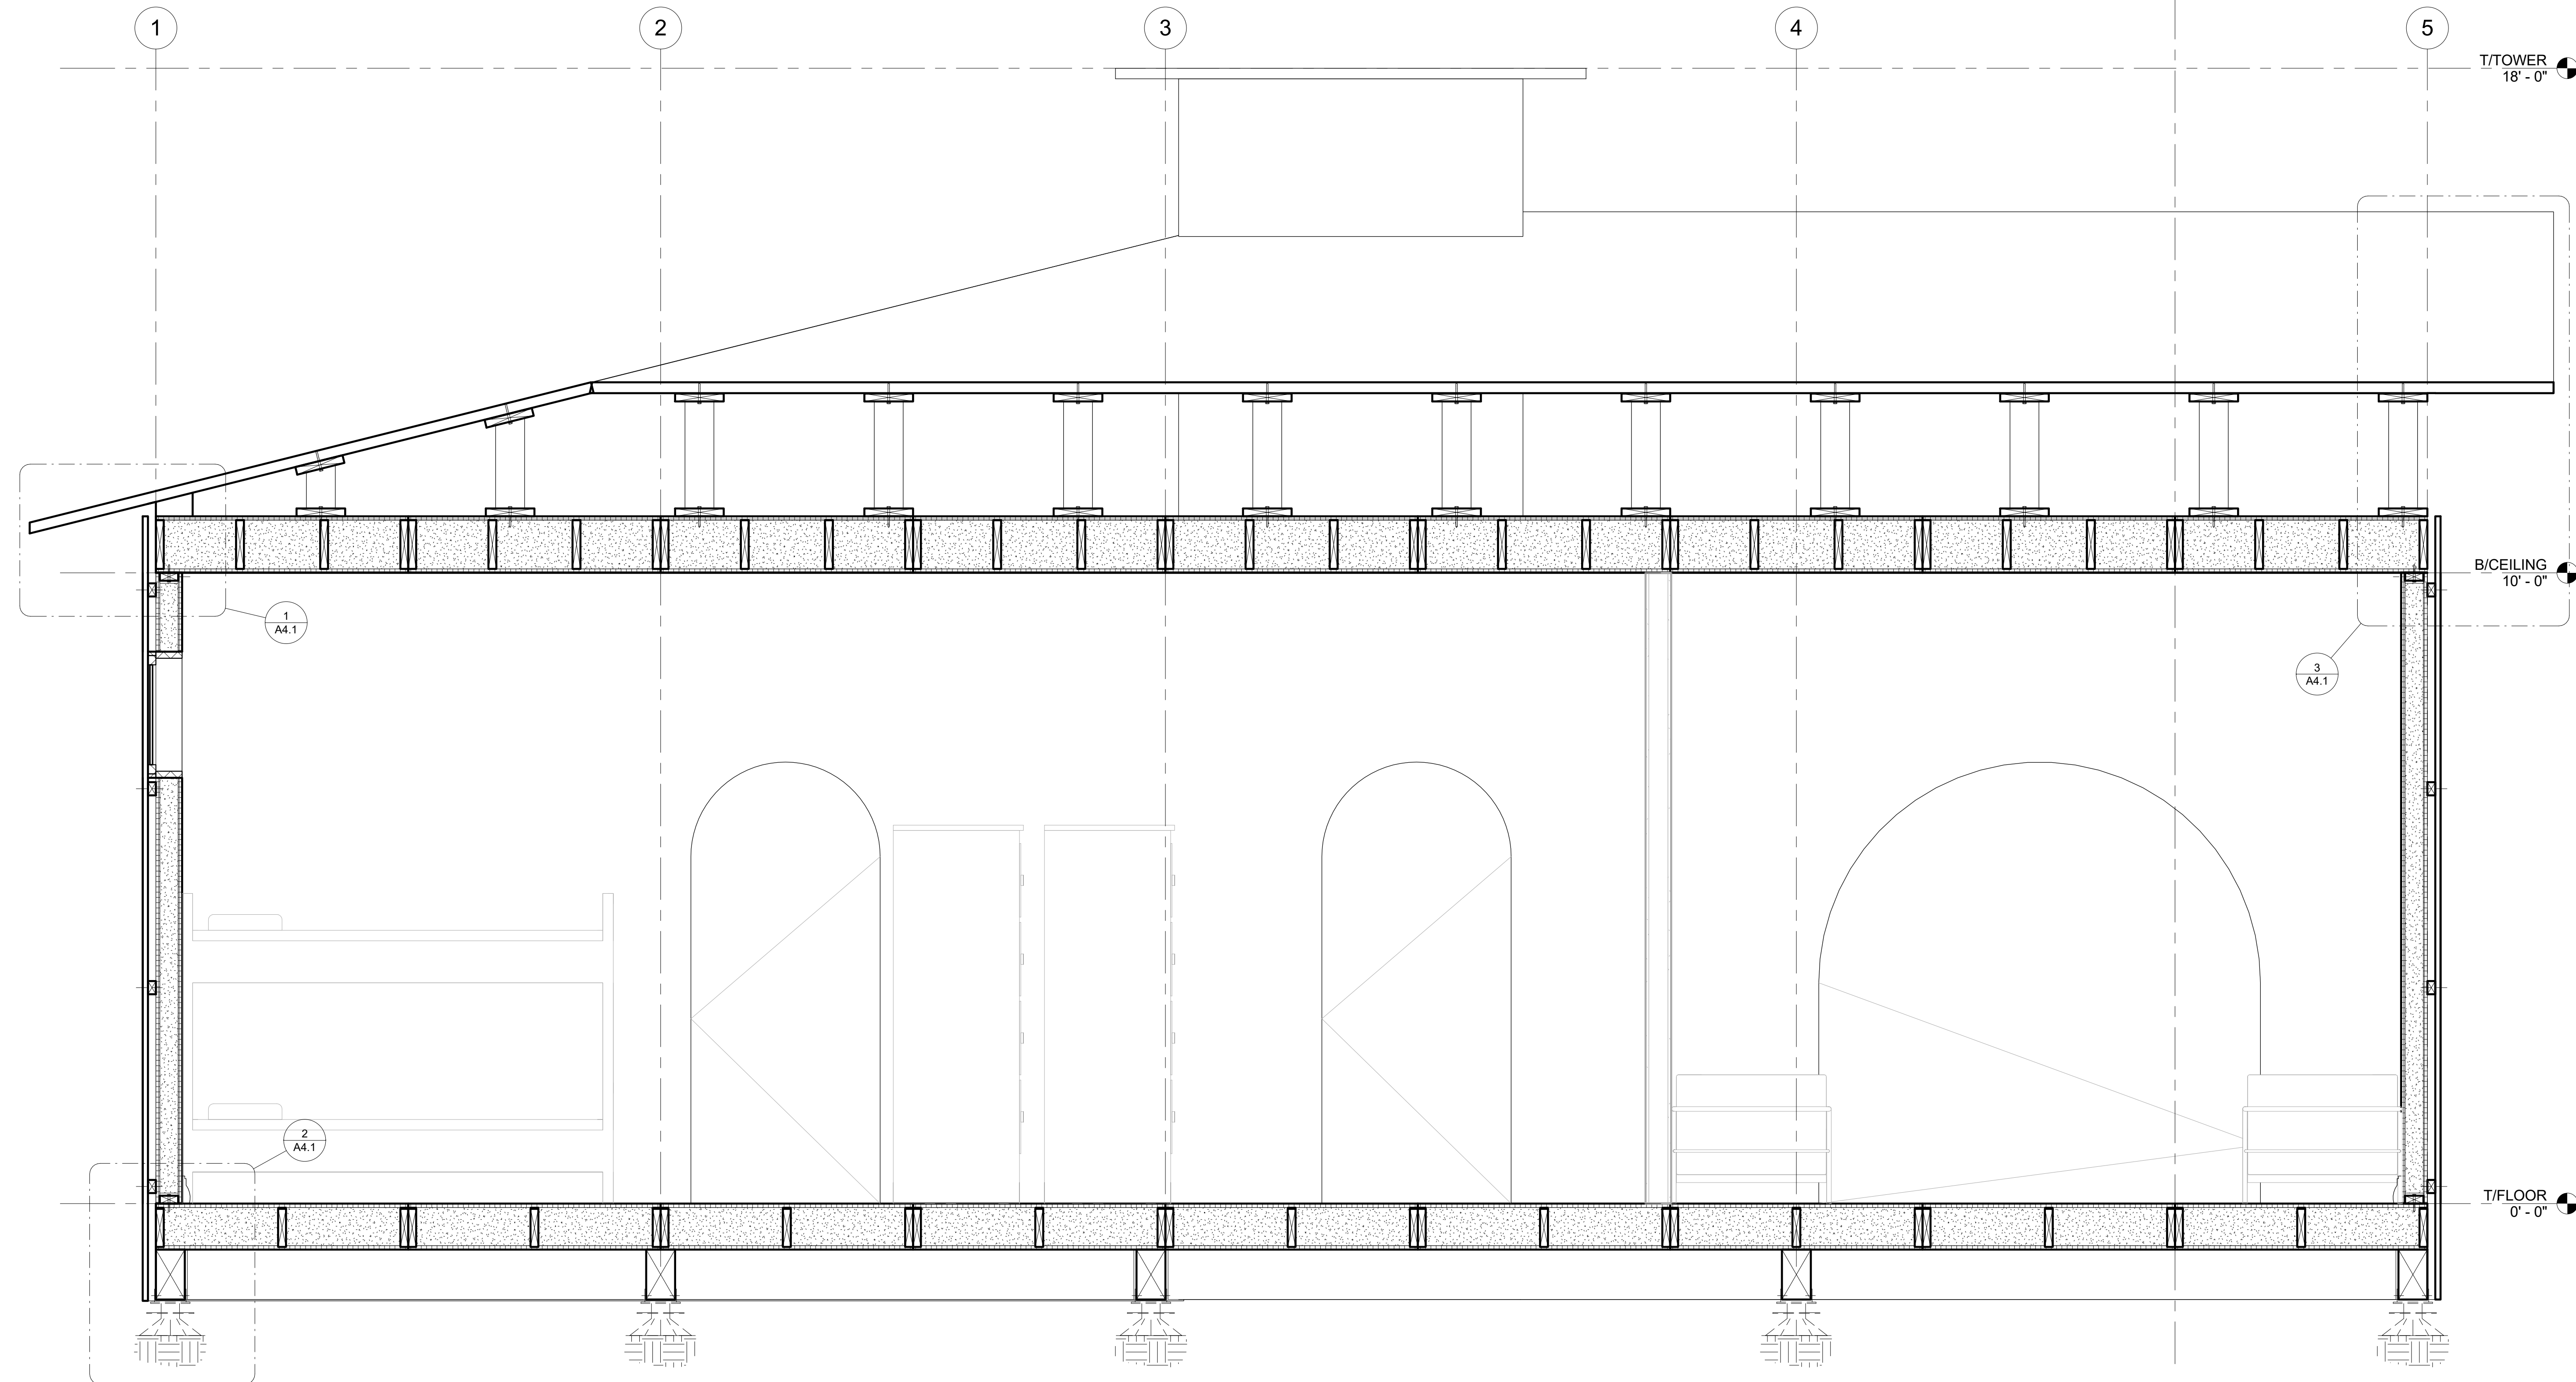 1
2
3
4
5
T/TOWER
18' - 0"
B/CEILING
10' - 0"
1
A4.1
3
A4.1
2
A4.1
T/FLOOR
0' - 0"